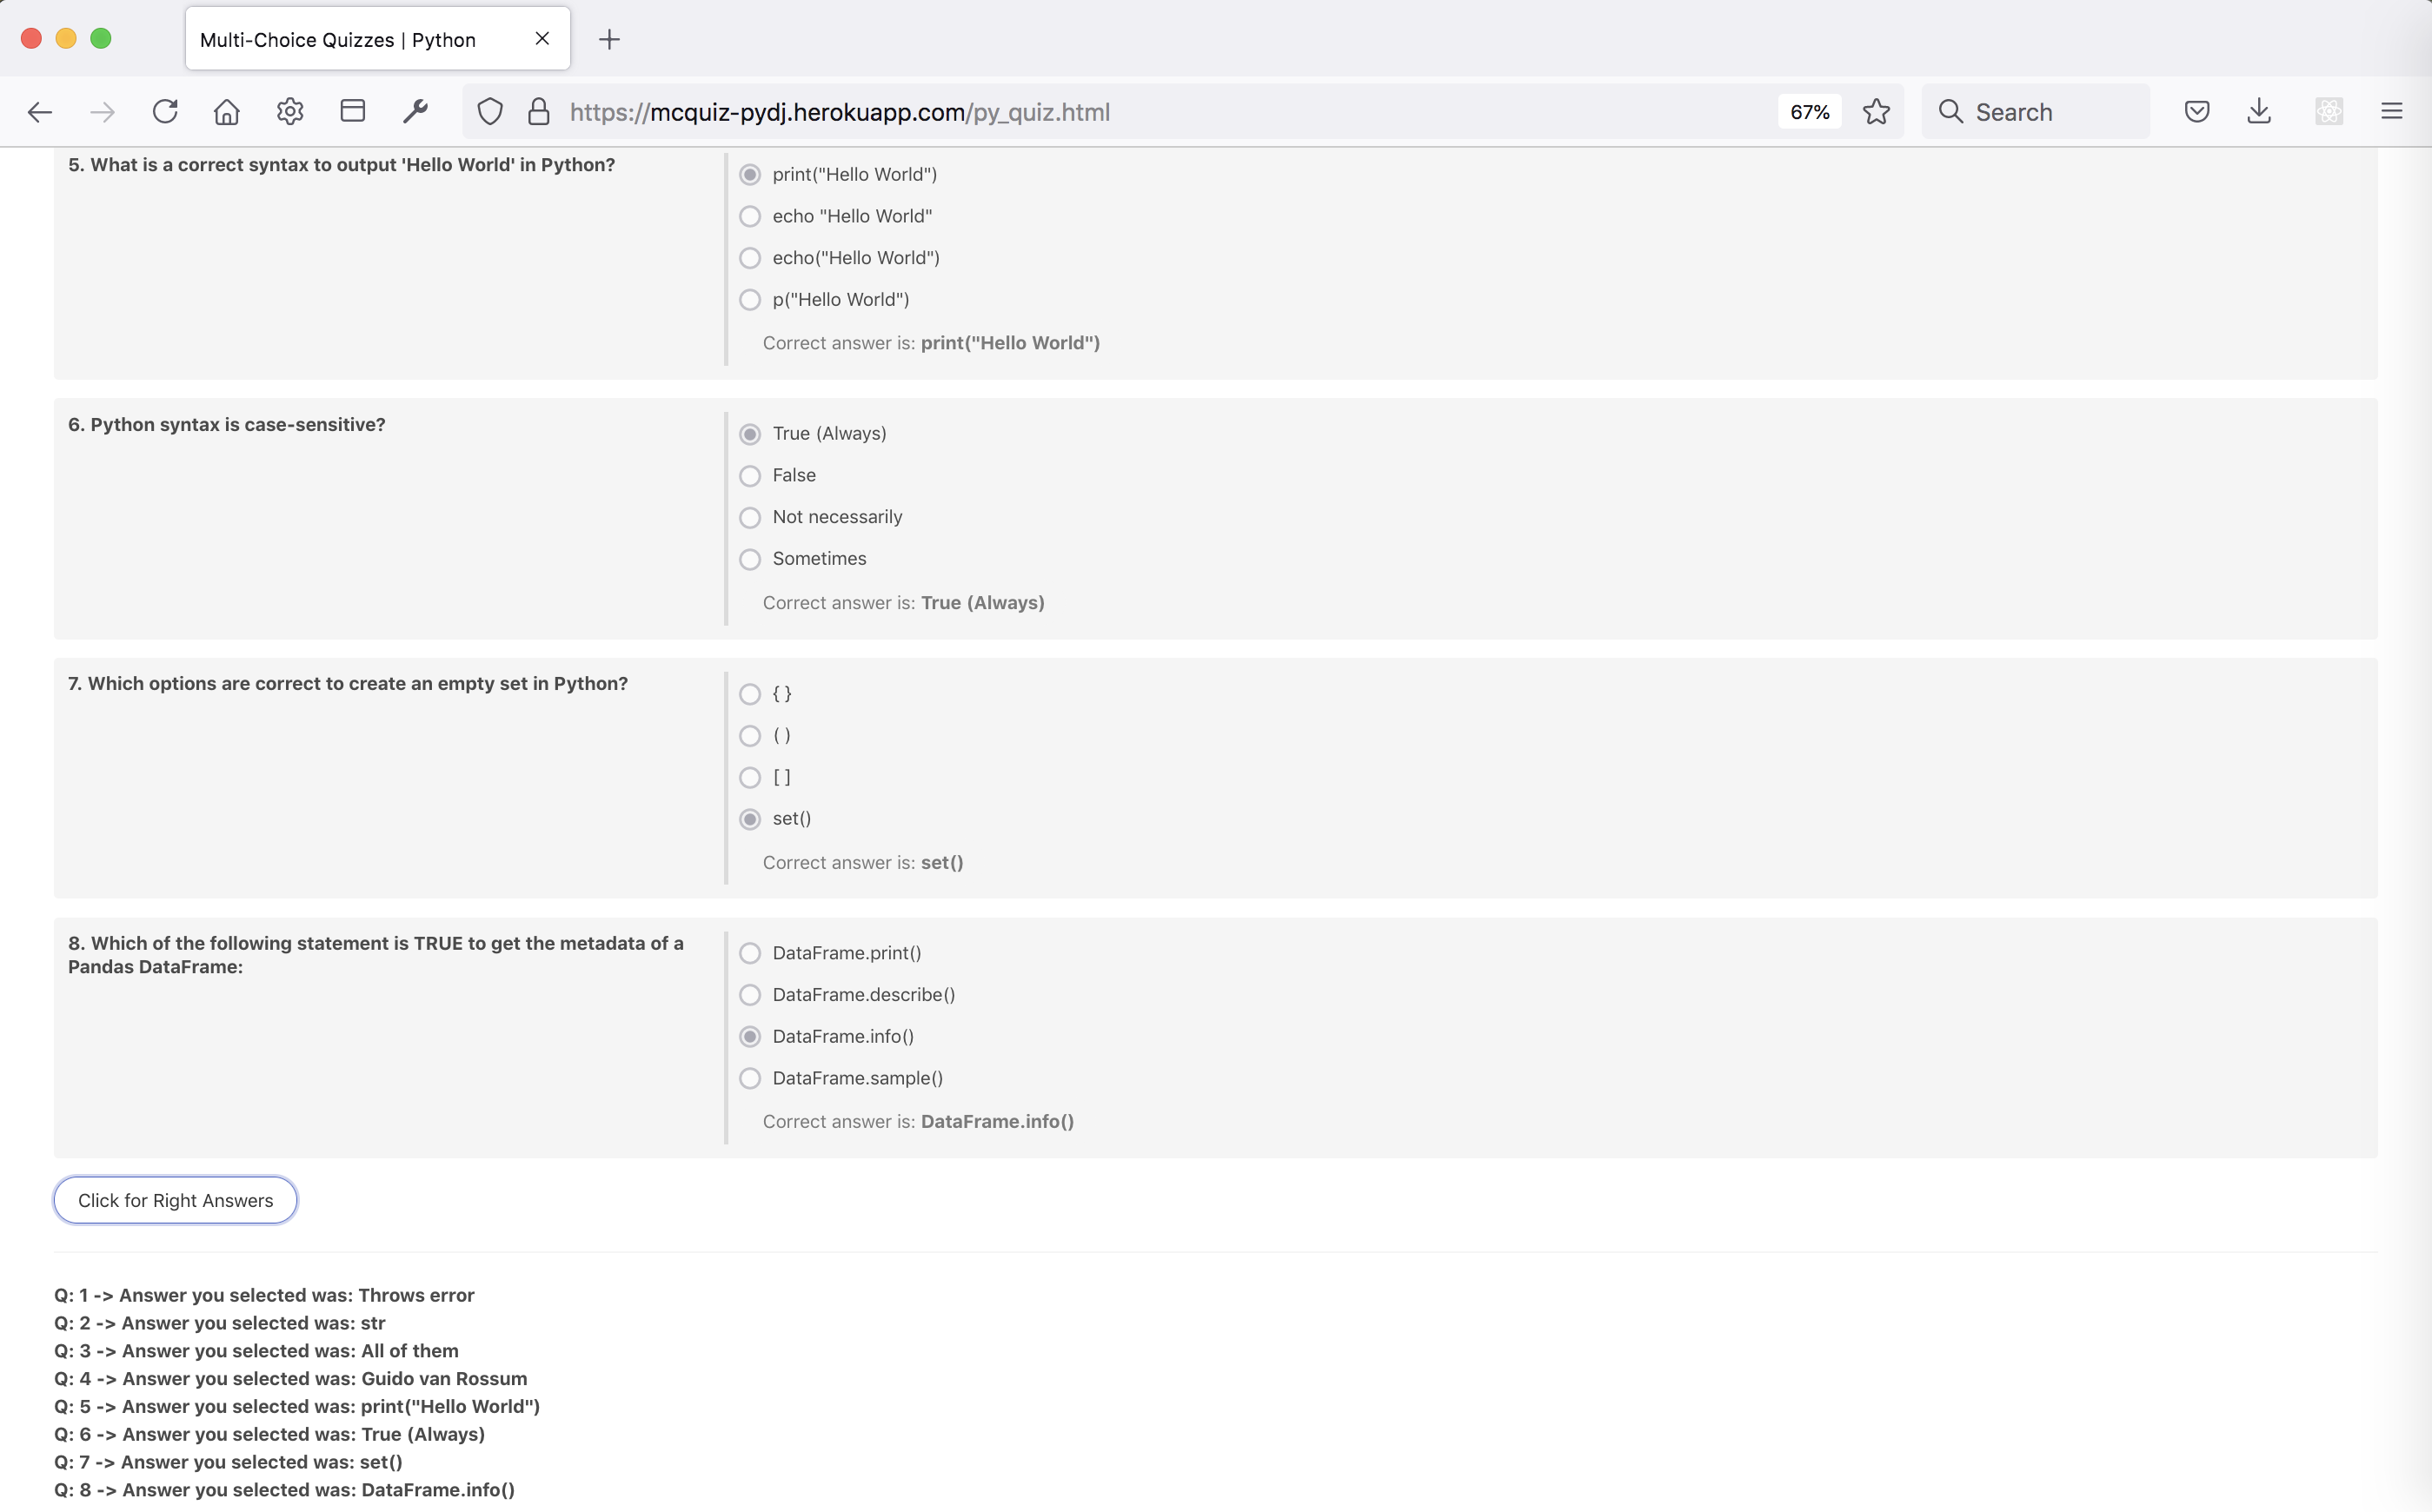 Multi-Choice Quizzes | Python
https://mcquiz-pydj.herokuapp.com/py_quiz.html
67%
Search
5. What is a correct syntax to output 'Hello World' in Python?
print("Hello World")
echo "Hello World"
echo("Hello World")
p("Hello World")
Correct answer is: print("Hello World")
6. Python syntax is case-sensitive?
True (Always)
False
Not necessarily
Sometimes
Correct answer is: True (Always)
7. Which options are correct to create an empty set in Python?
{ }
( )
[ ]
set()
Correct answer is: set()
8. Which of the following statement is TRUE to get the metadata of a
Pandas DataFrame:
DataFrame.print()
DataFrame.describe()
DataFrame.info()
DataFrame.sample()
Correct answer is: DataFrame.info()
Click for Right Answers
Q: 1 -> Answer you selected was: Throws error
Q: 2 -> Answer you selected was: str
Q: 3 -> Answer you selected was: All of them
Q: 4 -> Answer you selected was: Guido van Rossum
Q: 5 -> Answer you selected was: print("Hello World")
Q: 6 -> Answer you selected was: True (Always)
Q: 7 -> Answer you selected was: set()
Q: 8 -> Answer you selected was: DataFrame.info()